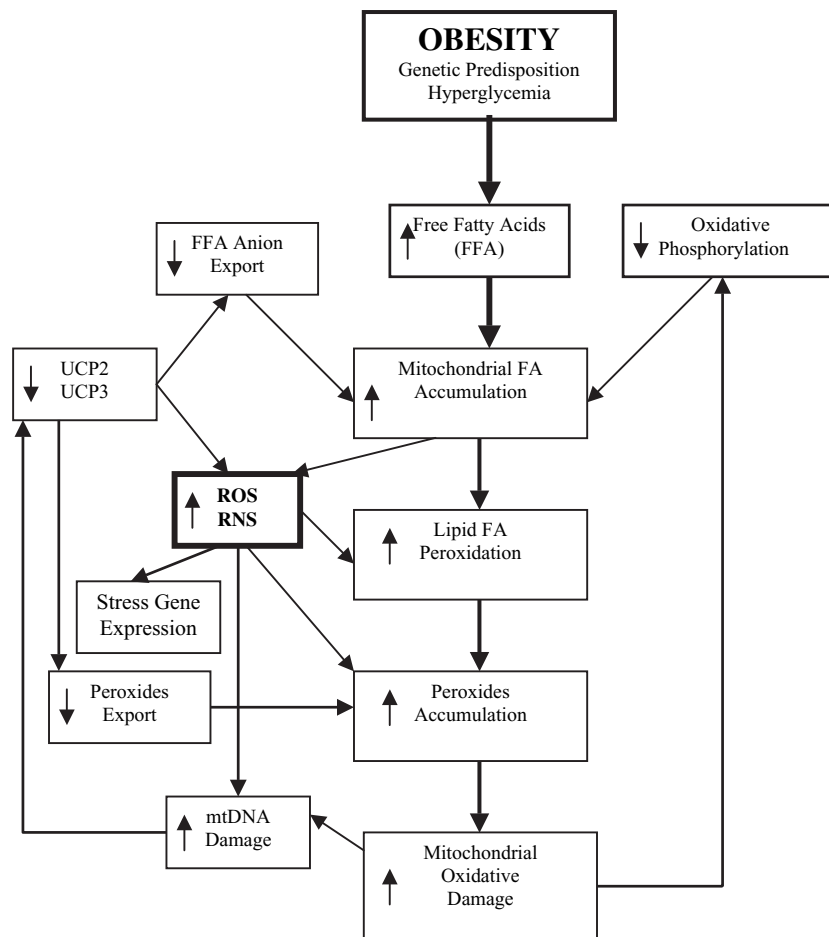 OBESITY
Genetic Predisposition
Hyperglycemia
FFA Anion
Export
Free Fatty Acids
(FFA)
Oxidative
Phosphorylation
UCP2
UCP3
Mitochondrial FA
Accumulation
ROS
RNS
Lipid FA
Peroxidation
Stress Gene
Expression
Peroxides
Export
Peroxides
Accumulation
mtDNA
Damage
Mitochondrial
Oxidative
Damage